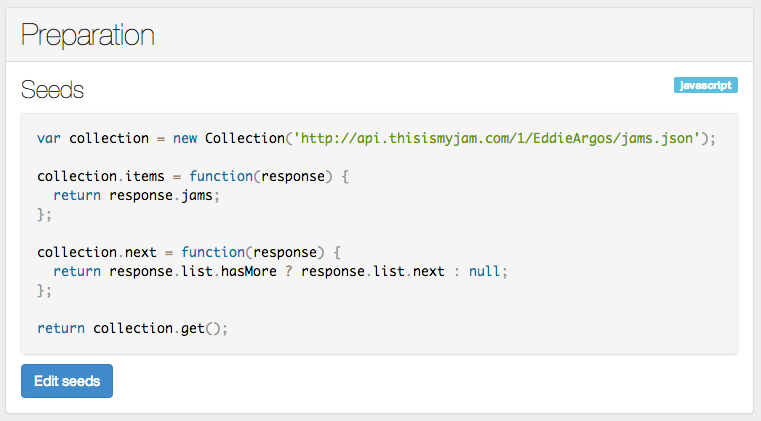 Preparation
Seeds
javascript
var collection = new Collection('http://api.thisismyjam.com/1/EddieArgos/jams.json');
collection.items = function(response) {
  return response.jams;
};
collection.next = function(response) {
  return response.list.hasMore ? response.list.next : null;
};
return collection.get();
Edit seeds